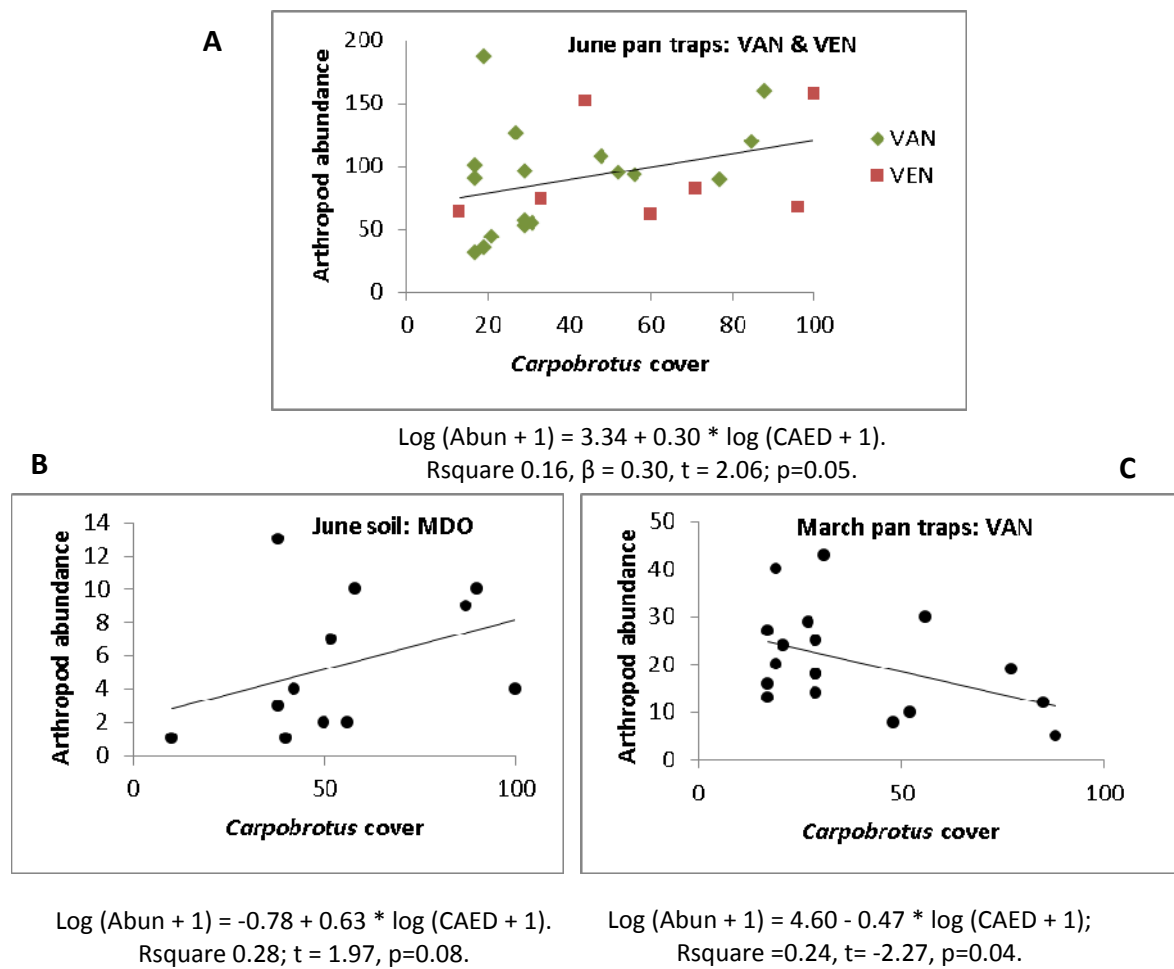 A
June pan traps: VAN & VEN
200
150
100
50
0
Arthropod abundance
0 20 40 60 80 100
Carpobrotus cover
VAN
VEN
Log (Abun + 1) = 3.34 + 0.30 * log (CAED + 1).
Rsquare 0.16, β = 0.30, t = 2.06; p=0.05.
B
June soil: MDO
14
12
10
8
6
4
2
0
Arthropod abundance
0 50 100
Carpobrotus cover
Log (Abun + 1) = -0.78 + 0.63 * log (CAED + 1).
Rsquare 0.28; t = 1.97, p=0.08.
C
March pan traps: VAN
50
40
30
20
10
0
Arthropod abundance
0 50 100
Carpobrotus cover
Log (Abun + 1) = 4.60 - 0.47 * log (CAED + 1);
Rsquare =0.24, t= -2.27, p=0.04.